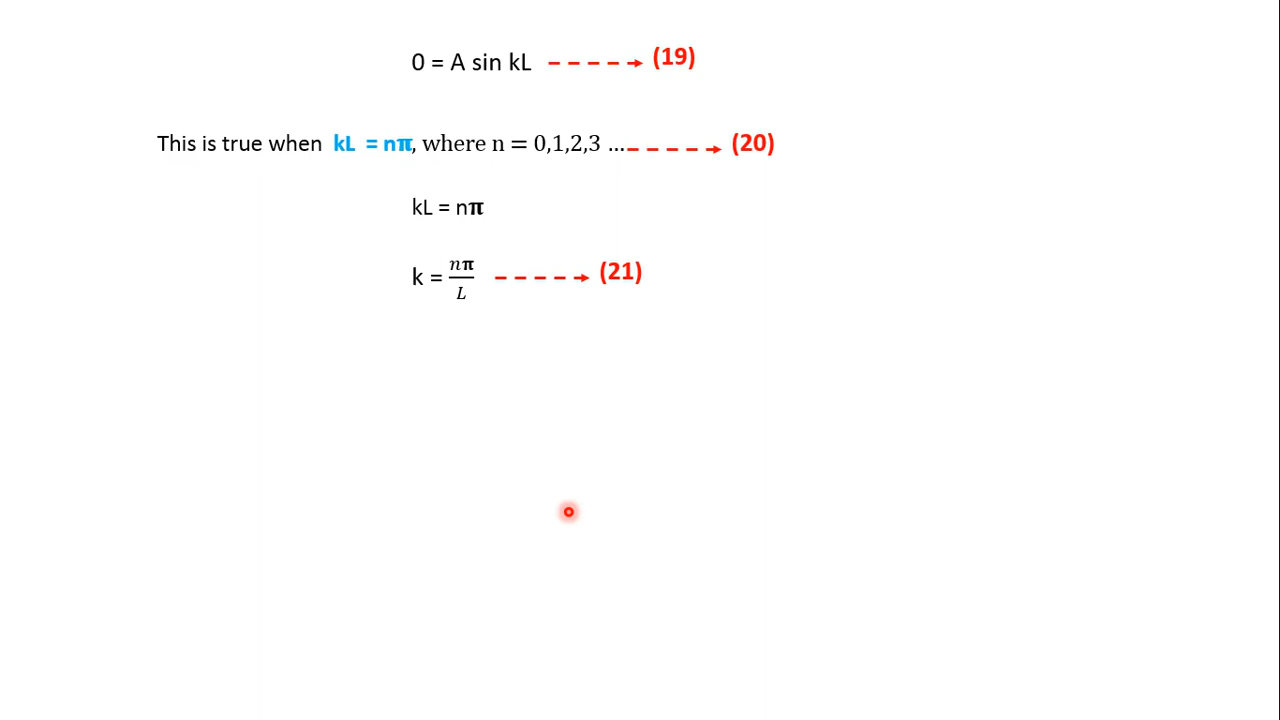 0 = A sin kL (19)
This is true when kL = nπ, where n = 0,1,2,3 ... (20)
kL = nπ
k = nπ/L (21)